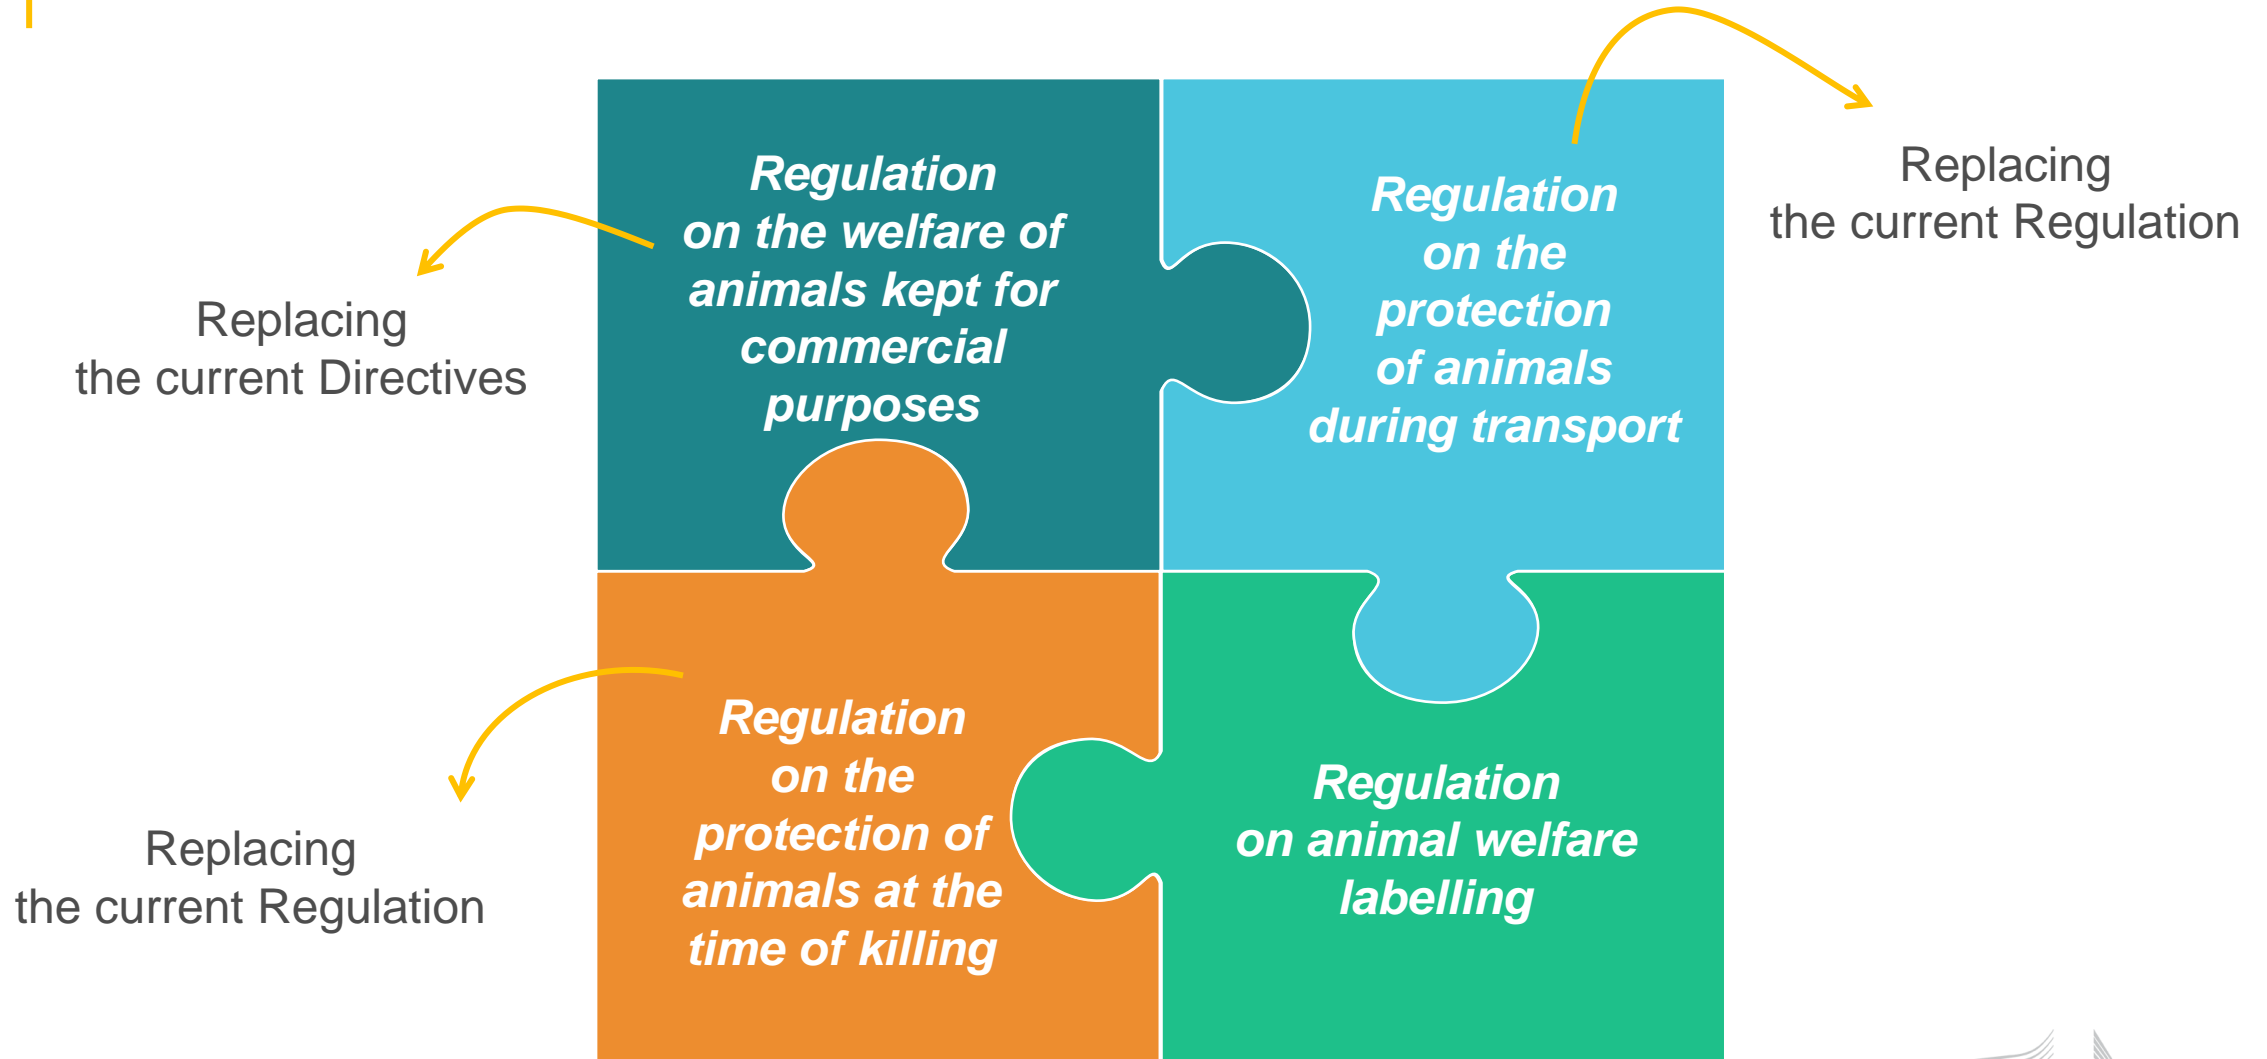 Regulation
on the welfare of
animals kept for
commercial
purposes
Replacing
the current Directives
Regulation
on the
protection
of animals
during transport
Replacing
the current Regulation
Regulation
on the
protection of
animals at the
time of killing
Replacing
the current Regulation
Regulation
on animal welfare
labelling